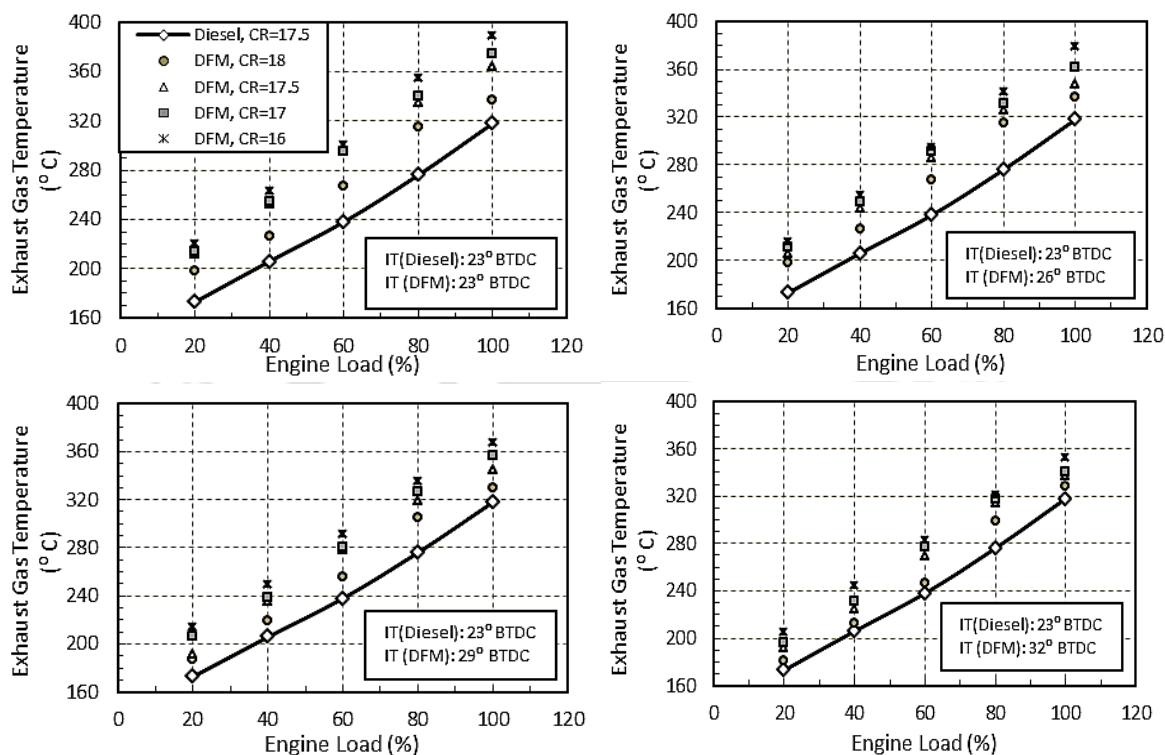 400
360
320
280
240
200
160
Exhaust Gas Temperature
(° C)
Diesel, CR=17.5
DFM, CR=18
DFM, CR=17.5
DFM, CR=17
DFM, CR=16
IT(Diesel): 23° BTDC
IT (DFM): 23° BTDC
0 20 40 60 80 100 120
Engine Load (%)
400
360
320
280
240
200
160
Exhaust Gas Temperature
(° C)
IT(Diesel): 23° BTDC
IT (DFM): 26° BTDC
0 20 40 60 80 100 120
Engine Load (%)
400
360
320
280
240
200
160
Exhaust Gas Temperature
(° C)
IT(Diesel): 23° BTDC
IT (DFM): 29° BTDC
0 20 40 60 80 100 120
Engine Load (%)
400
360
320
280
240
200
160
Exhaust Gas Temperature
(° C)
IT(Diesel): 23° BTDC
IT (DFM): 32° BTDC
0 20 40 60 80 100 120
Engine Load (%)